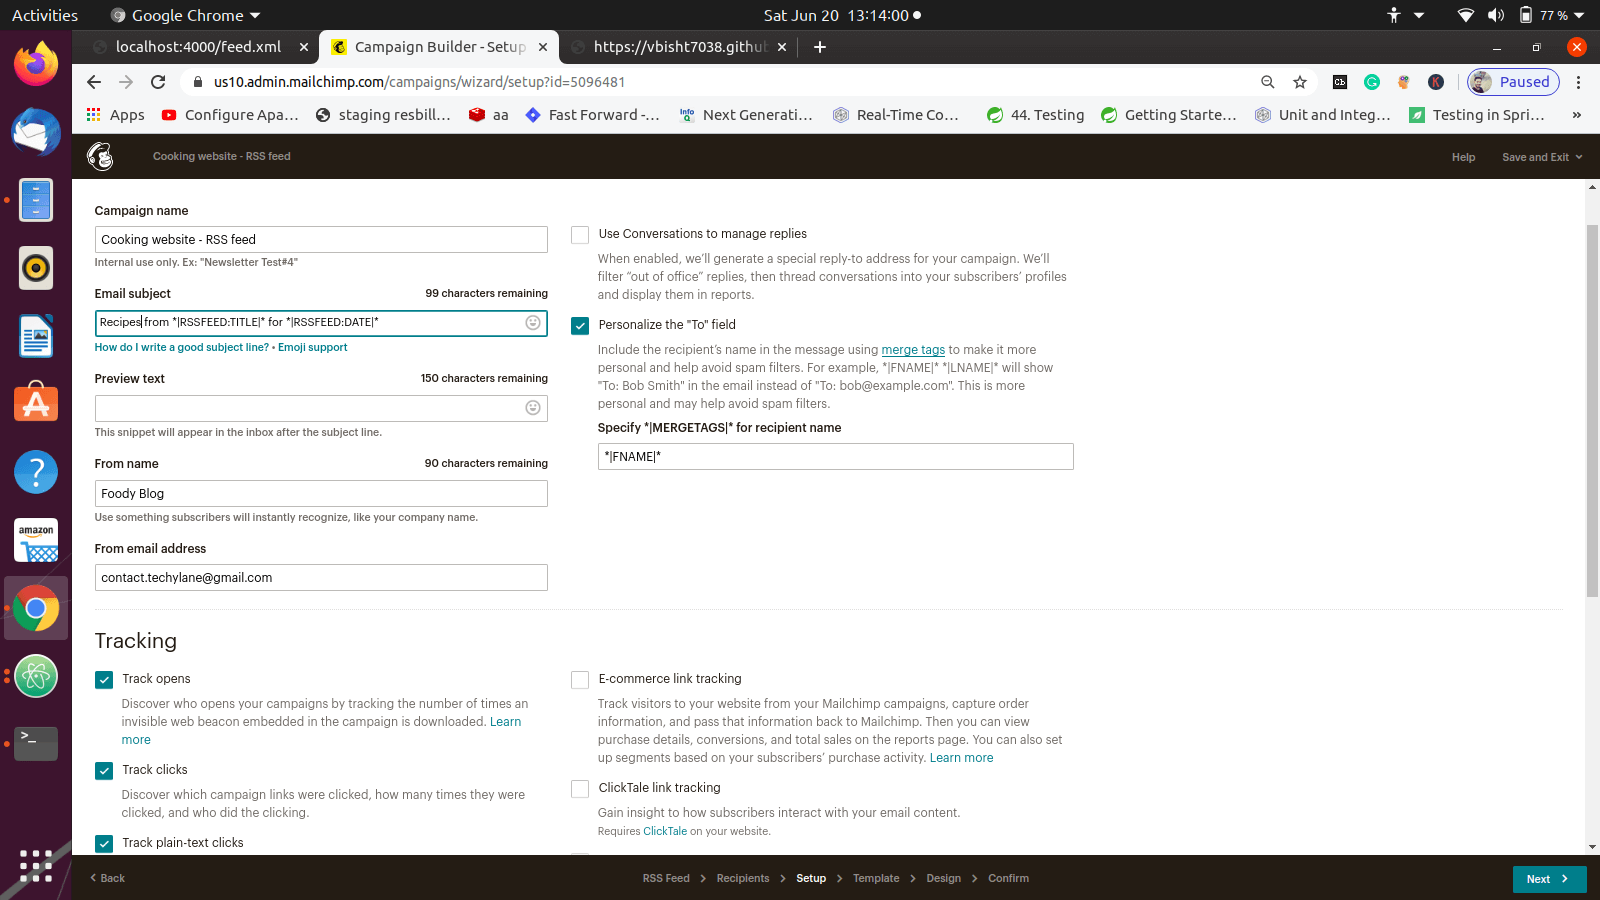 Activities
Google Chrome
Sat Jun 20 13:14:00
77 %
localhost:4000/feed.xml
Campaign Builder - Setup
https://vbisht7038.github
us10.admin.mailchimp.com/campaigns/wizard/setup?id=5096481
Paused
Apps
Configure Apa...
staging resbill...
aa
Fast Forward -...
Next Generati...
Real-Time Co...
44. Testing
Getting Starte...
Unit and Integ...
Testing in Spri...
»
Cooking website - RSS feed
Help
Save and Exit
Campaign name
Cooking website - RSS feed
Internal use only. Ex: "Newsletter Test#4"
Email subject
99 characters remaining
Recipes from *|RSSFEED:TITLE|* for *|RSSFEED:DATE|*
How do I write a good subject line? • Emoji support
Preview text
150 characters remaining
This snippet will appear in the inbox after the subject line.
From name
90 characters remaining
Foody Blog
Use something subscribers will instantly recognize, like your company name.
From email address
contact.techylane@gmail.com
Use Conversations to manage replies
When enabled, we'll generate a special reply-to address for your campaign. We'll
filter “out of office” replies, then thread conversations into your subscribers' profiles
and display them in reports.
Personalize the "To" field
Include the recipient's name in the message using merge tags to make it more
personal and help avoid spam filters. For example, *|FNAME|* *|LNAME|* will show
"To: Bob Smith" in the email instead of "To: bob@example.com". This is more
personal and may help avoid spam filters.
Specify *|MERGETAGS|* for recipient name
*|FNAME|*
Tracking
Track opens
Discover who opens your campaigns by tracking the number of times an
invisible web beacon embedded in the campaign is downloaded. Learn
more
Track clicks
Discover which campaign links were clicked, how many times they were
clicked, and who did the clicking.
Track plain-text clicks
E-commerce link tracking
Track visitors to your website from your Mailchimp campaigns, capture order
information, and pass that information back to Mailchimp. Then you can view
purchase details, conversions, and total sales on the reports page. You can also set
up segments based on your subscribers' purchase activity. Learn more
ClickTale link tracking
Gain insight to how subscribers interact with your email content.
Requires ClickTale on your website.
Back
RSS Feed
Recipients
Setup
Template
Design
Confirm
Next
amazon